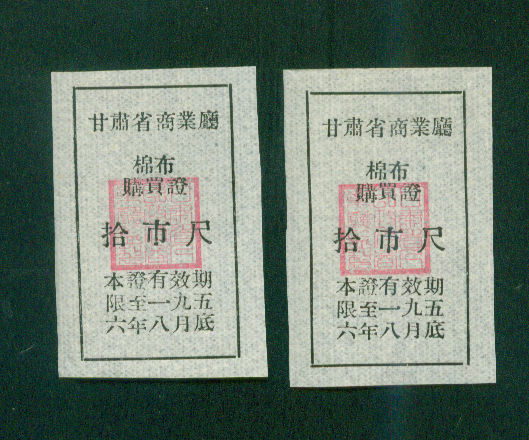 甘肅省商業廳
棉布
購買證
拾市尺
本證有效期
限至一九五
六年八月底
甘肅省商業廳
棉布
購買證
拾市尺
本證有效期
限至一九五
六年八月底